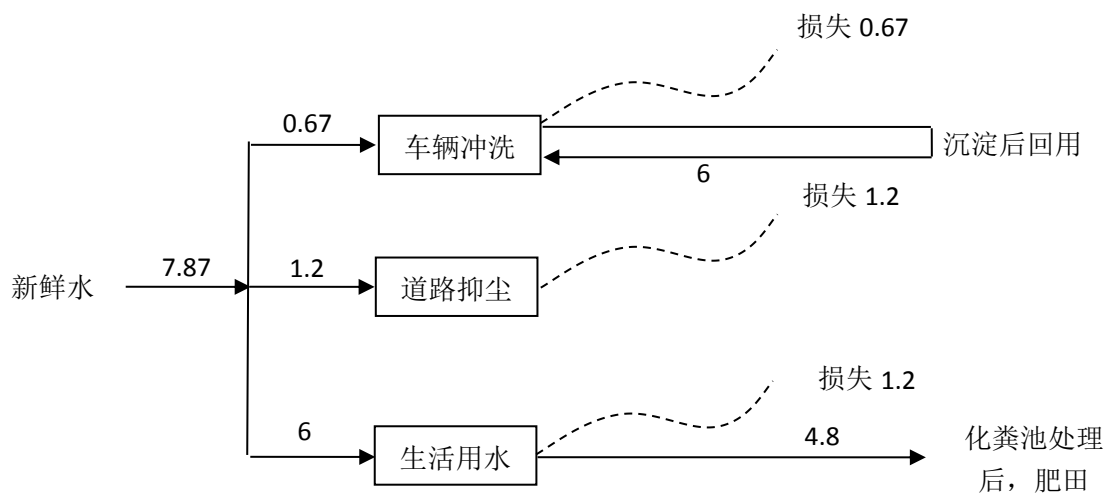 损失 0.67
0.67
车辆冲洗
沉淀后回用
6
损失 1.2
新鲜水
7.87
1.2
道路抑尘
损失 1.2
6
生活用水
4.8
化粪池处理
后，肥田